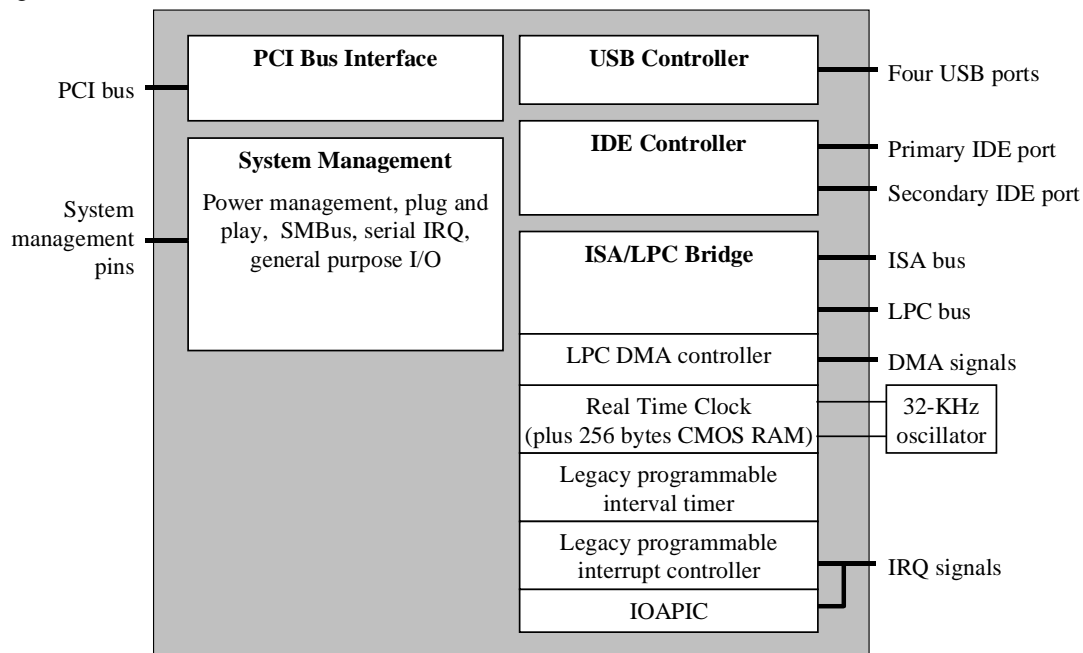 PCI Bus Interface
USB Controller
PCI bus
Four USB ports
System Management
Power management, plug and
play, SMBus, serial IRQ,
general purpose I/O
System
management
pins
IDE Controller
Primary IDE port
Secondary IDE port
ISA/LPC Bridge
ISA bus
LPC bus
LPC DMA controller
DMA signals
Real Time Clock
(plus 256 bytes CMOS RAM)
32-KHz
oscillator
Legacy programmable
interval timer
Legacy programmable
interrupt controller
IRQ signals
IOAPIC